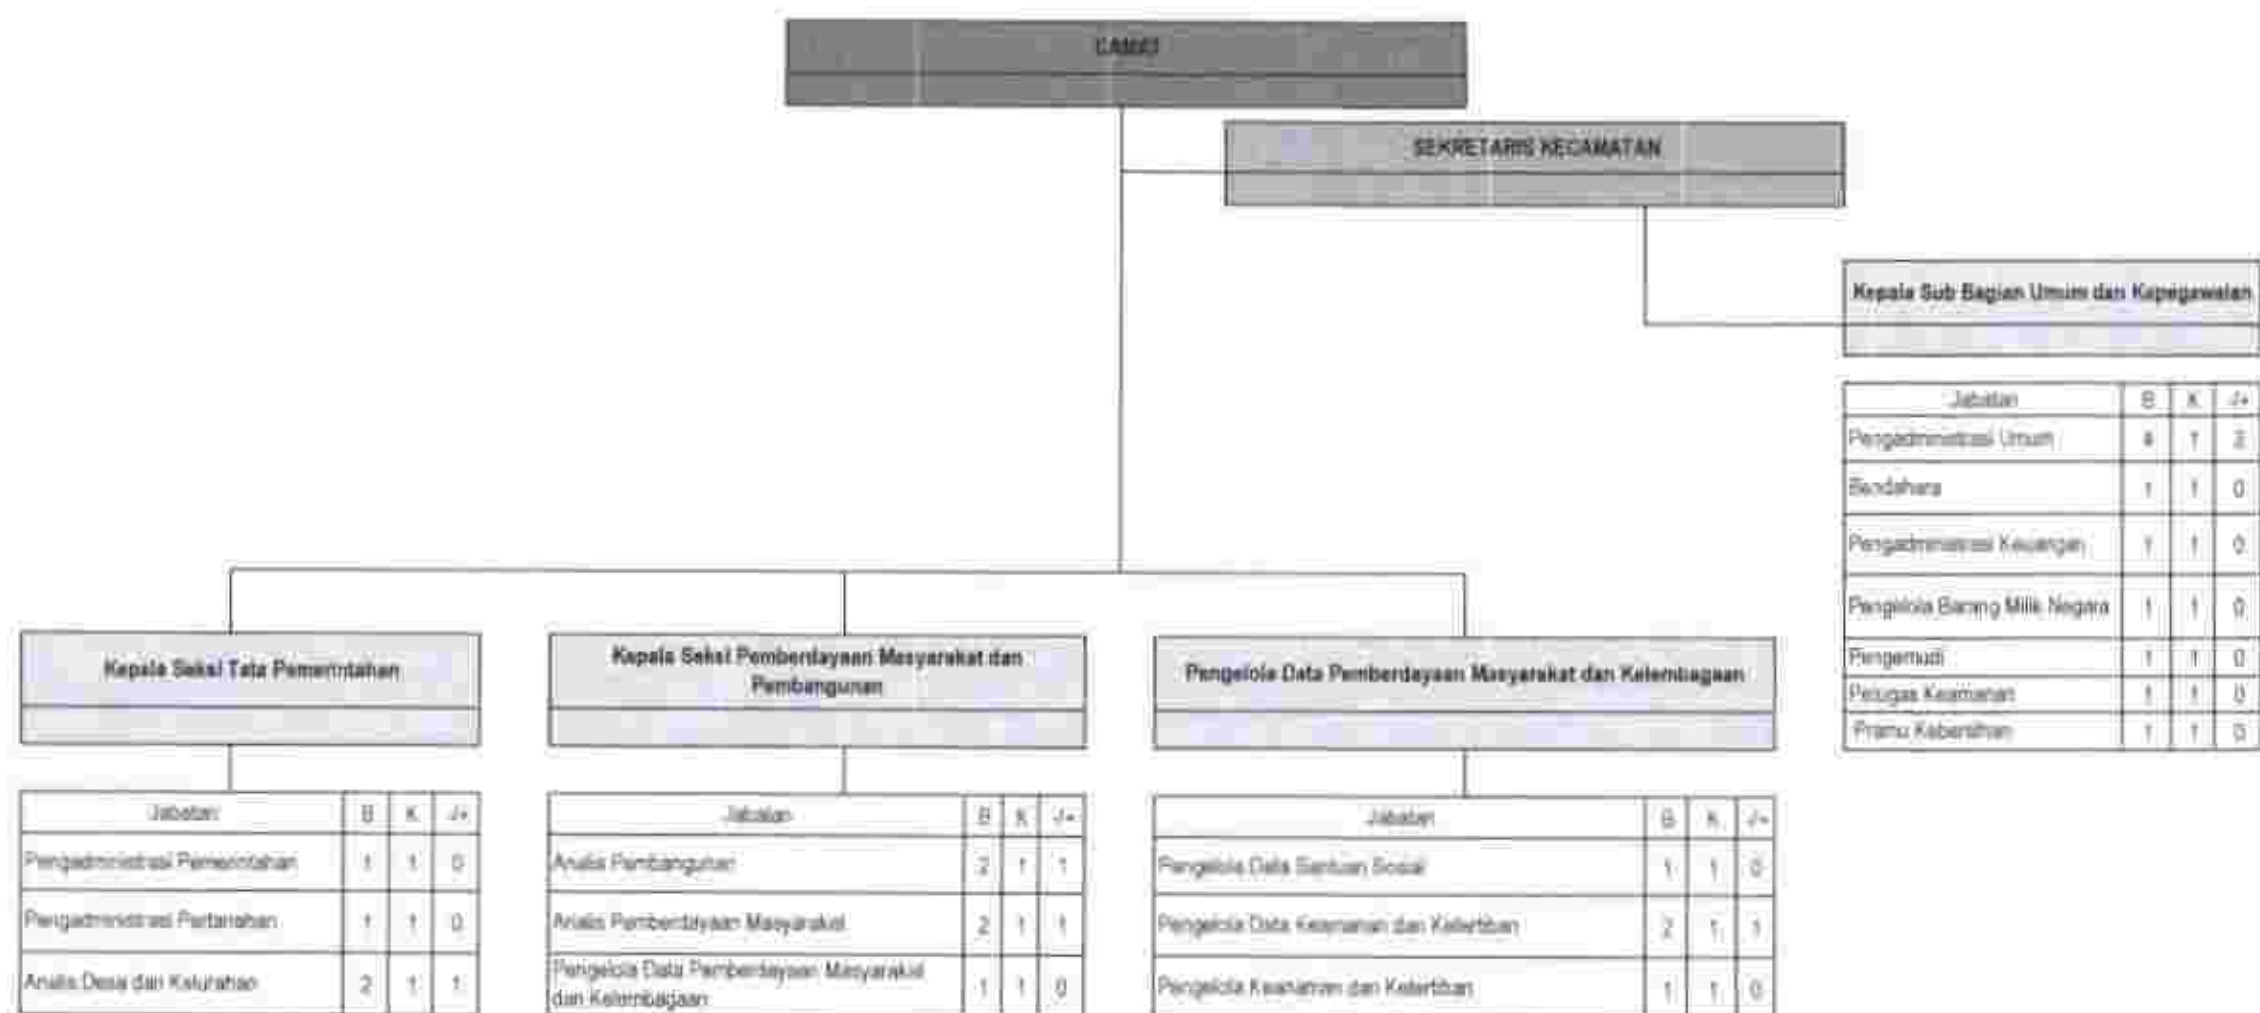 CAMAT
SEKRETARIS KECAMATAN
Kepala Sub Bagian Umum dan Kepegawaian
Jabatan B K -/+
Pengadministrasi Umum 4 1
Bendahara 1 1 0
Pengadministrasi Keuangan 1 1 0
Pengelola Barang Milik Negara 1 1 0
Pengemudi 1 1 0
Petugas Keamanan 1 1 0
Pramu Kebersihan 1 1 0
Kepala Seksi Tata Pemerintahan
Jabatan B K -/+
Pengadministrasi Pemerintahan 1 1 0
Pengadministrasi Pertanahan 1 1 0
Analis Desa dan Kelurahan 2 1 1
Kepala Seksi Pemberdayaan Masyarakat dan
Pembangunan
Jabatan B K -/+
Analis Pembangunan 2 1 1
Analis Pemberdayaan Masyarakat 2 1 1
Pengelola Data Pemberdayaan Masyarakat
dan Kelembagaan 1 1 0
Pengelola Data Pemberdayaan Masyarakat dan Kelembagaan
Jabatan B K -/+
Pengelola Data Bantuan Sosial 1 1 0
Pengelola Data Keamanan dan Ketertiban 2 1 1
Pengelola Keamanan dan Ketertiban 1 1 0